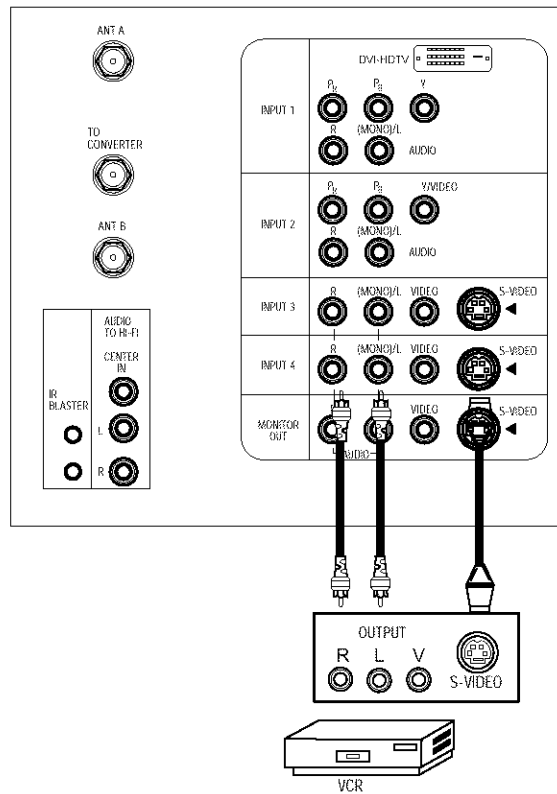 ANT A
TO
CONVERTER
ANT B
IR
BLASTER
AUDIO
TO HI-FI
CENTER
IN
L
R
DVI-HDTV
INPUT 1
PR PB Y
R (MONO)/L AUDIO
INPUT 2
PR PB Y/VIDEO
R (MONO)/L AUDIO
INPUT 3
R (MONO)/L VIDEO S-VIDEO
INPUT 4
R (MONO)/L VIDEO S-VIDEO
MONITOR
OUT
VIDEO S-VIDEO
AUDIO
OUTPUT
R L V
S-VIDEO
VCR